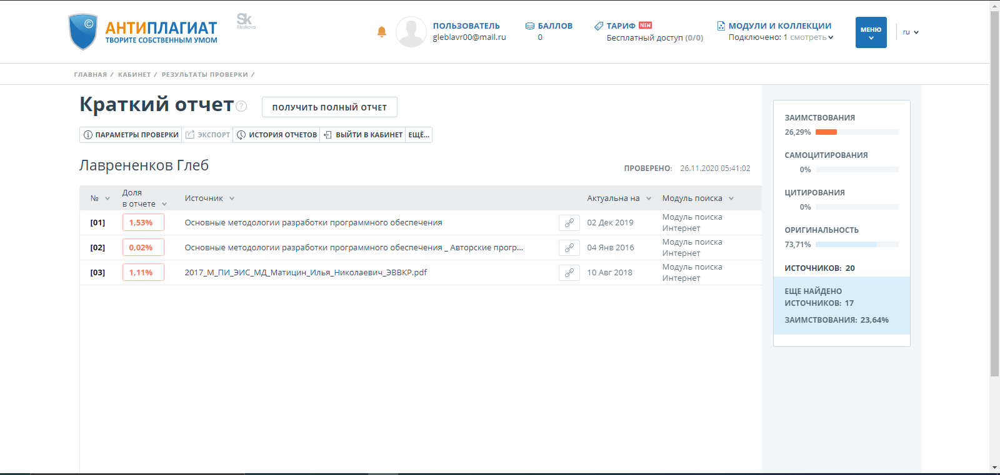 ©
АНТИПЛАГИАТ
ТВОРИТЕ СОБСТВЕННЫМ УМОМ
Sk
Skolkovo
ПОЛЬЗОВАТЕЛЬ
gleblavr00@mail.ru
БАЛЛОВ
0
ТАРИФ NEW
Бесплатный доступ (0/0)
МОДУЛИ И КОЛЛЕКЦИИ
Подключено: 1 смотреть
МЕНЮ
ru
ГЛАВНАЯ / КАБИНЕТ / РЕЗУЛЬТАТЫ ПРОВЕРКИ /
Краткий отчет ?
ПОЛУЧИТЬ ПОЛНЫЙ ОТЧЕТ
ПАРАМЕТРЫ ПРОВЕРКИ ЭКСПОРТ ИСТОРИЯ ОТЧЕТОВ ВЫЙТИ В КАБИНЕТ ЕЩЁ...
Лаврененков Глеб
ПРОВЕРЕНО: 26.11.2020 05:41:02
№ Доля в отчете Источник Актуальна на Модуль поиска
[01] 1,53% Основные методологии разработки программного обеспечения 02 Дек 2019 Модуль поиска Интернет
[02] 0,02% Основные методологии разработки программного обеспечения _ Авторские прогр... 04 Янв 2016 Модуль поиска Интернет
[03] 1,11% 2017_М_ПИ_ЭИС_МД_Матицин_Илья_Николаевич_ЭВВКР.pdf 10 Авг 2018 Модуль поиска Интернет
ЗАИМСТВОВАНИЯ
26,29%
САМОЦИТИРОВАНИЯ
0%
ЦИТИРОВАНИЯ
0%
ОРИГИНАЛЬНОСТЬ
73,71%
ИСТОЧНИКОВ: 20
ЕЩЕ НАЙДЕНО
ИСТОЧНИКОВ: 17
ЗАИМСТВОВАНИЯ: 23,64%